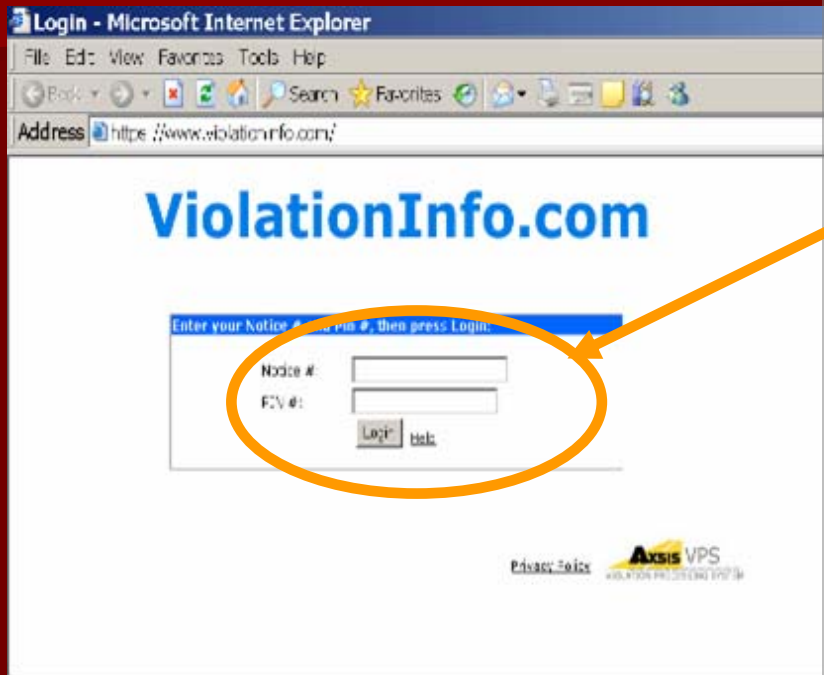 Login - Microsoft Internet Explorer
File Edit View Favorites Tools Help
Back Search Favorites
Address https://www.violationinfo.com/
ViolationInfo.com
Enter your Notice # and Pin #, then press Login:
Notice #:
PIN #:
Login Help
Privacy Policy AXSIS VPS
VIOLATION PROCESSING SYSTEM